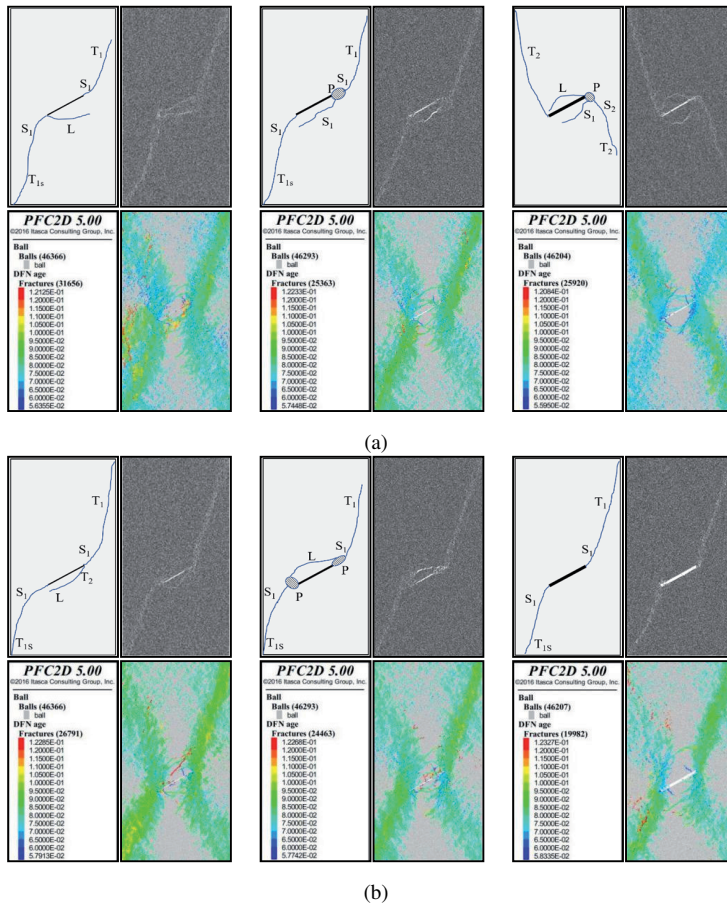 T1
S1
S1
L
T1s
T1
S1
P
S1
S1
T1s
T2
L
P
S1
S2
T2
PFC2D 5.00
©2016 Itasca Consulting Group, Inc.
Ball
Balls (46366)
ball
DFN age
Fractures (31656)
1.2125E-01
1.2000E-01
1.1500E-01
1.1000E-01
1.0500E-01
1.0000E-01
9.5000E-02
9.0000E-02
8.5000E-02
8.0000E-02
7.5000E-02
7.0000E-02
6.5000E-02
6.0000E-02
5.6355E-02
PFC2D 5.00
©2016 Itasca Consulting Group, Inc.
Ball
Balls (46293)
ball
DFN age
Fractures (25363)
1.2233E-01
1.2000E-01
1.1500E-01
1.1000E-01
1.0500E-01
1.0000E-01
9.5000E-02
9.0000E-02
8.5000E-02
8.0000E-02
7.5000E-02
7.0000E-02
6.5000E-02
6.0000E-02
5.7448E-02
PFC2D 5.00
©2016 Itasca Consulting Group, Inc.
Ball
Balls (46204)
ball
DFN age
Fractures (25920)
1.2084E-01
1.2000E-01
1.1500E-01
1.1000E-01
1.0500E-01
1.0000E-01
9.5000E-02
9.0000E-02
8.5000E-02
8.0000E-02
7.5000E-02
7.0000E-02
6.5000E-02
6.0000E-02
5.5950E-02
(a)
T1
S1
T2
S1
L
T1S
T1
S1
L
P
S1
P
T1S
T1
S1
S1
T1S
PFC2D 5.00
©2016 Itasca Consulting Group, Inc.
Ball
Balls (46366)
ball
DFN age
Fractures (26791)
1.2285E-01
1.2000E-01
1.1500E-01
1.1000E-01
1.0500E-01
1.0000E-01
9.5000E-02
9.0000E-02
8.5000E-02
8.0000E-02
7.5000E-02
7.0000E-02
6.5000E-02
6.0000E-02
5.7913E-02
PFC2D 5.00
©2016 Itasca Consulting Group, Inc.
Ball
Balls (46293)
ball
DFN age
Fractures (24463)
1.2268E-01
1.2000E-01
1.1500E-01
1.1000E-01
1.0500E-01
1.0000E-01
9.5000E-02
9.0000E-02
8.5000E-02
8.0000E-02
7.5000E-02
7.0000E-02
6.5000E-02
6.0000E-02
5.7742E-02
PFC2D 5.00
©2016 Itasca Consulting Group, Inc.
Ball
Balls (46207)
ball
DFN age
Fractures (19982)
1.2327E-01
1.2000E-01
1.1500E-01
1.1000E-01
1.0500E-01
1.0000E-01
9.5000E-02
9.0000E-02
8.5000E-02
8.0000E-02
7.5000E-02
7.0000E-02
6.5000E-02
6.0000E-02
5.8335E-02
(b)